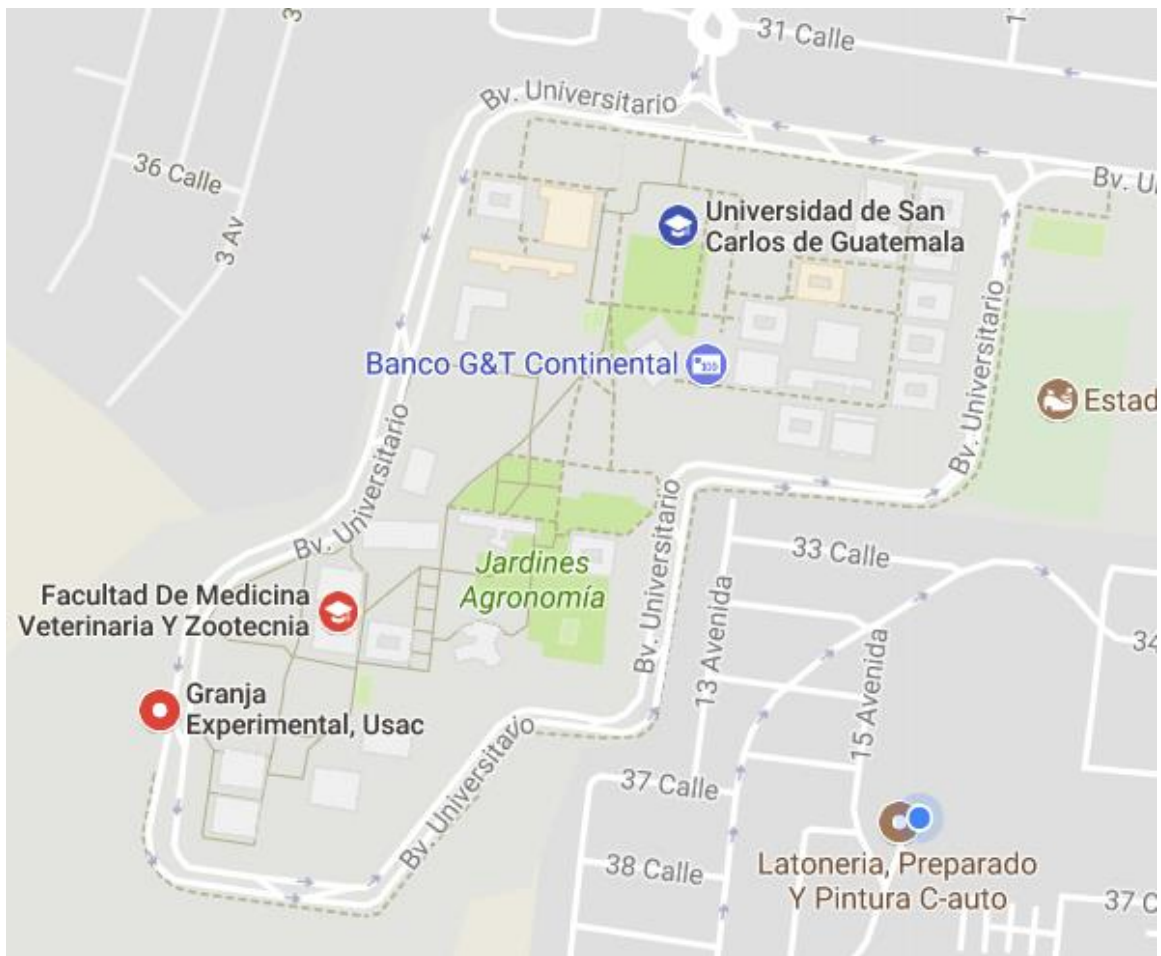 31 Calle
Bv. Universitario
36 Calle
3 Av
Bv. U
Universidad de San
Carlos de Guatemala
Banco G&T Continental
Bv. Universitario
Estad
Bv. Universitario
Bv. Universitario
Bv. Universitario
33 Calle
Jardines
Agronomía
Facultad De Medicina
Veterinaria Y Zootecnia
13 Avenida
34
Granja
Experimental, Usac
15 Avenida
Bv. Universitario
37 Calle
38 Calle
Latoneria, Preparado
Y Pintura C-auto
37 C